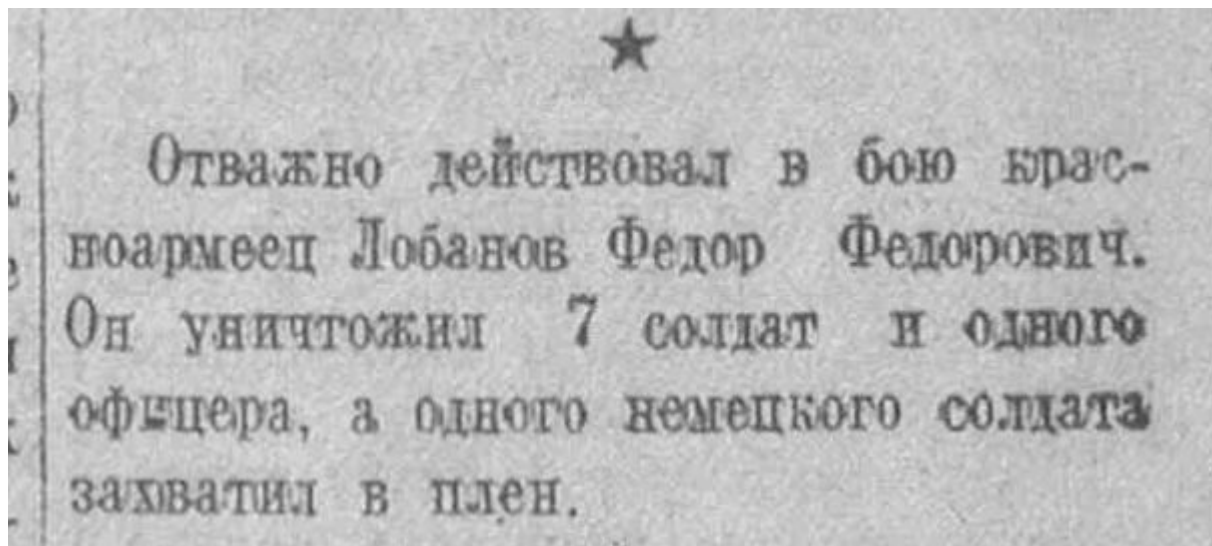 Отважно действовал в бою крас-
ноармеец Лобанов Федор Федорович.
Он уничтожил 7 солдат и одного
офицера, а одного немецкого солдата
захватил в плен.